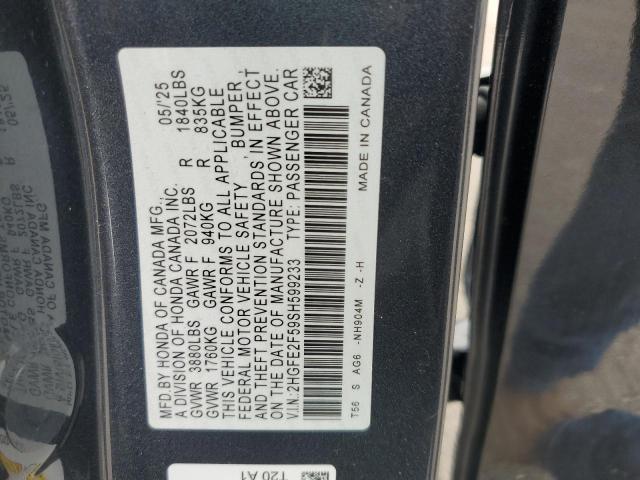 MFD.BY HONDA OF CANADA MFG., 05/'25
A DIVISION OF HONDA CANADA INC.
GVWR 3880LBS GAWR F 2072LBS R 1840LBS
GVWR 1760KG GAWR F 940KG R 835KG
THIS VEHICLE CONFORMS TO ALL APPLICABLE
FEDERAL MOTOR VEHICLE SAFETY, BUMPER,
AND THEFT PREVENTION STANDARDS IN EFFECT
ON THE DATE OF MANUFACTURE SHOWN ABOVE.
V.I.N.: 2HGFE2F59SH599233 TYPE: PASSENGER CAR
T56 S AG6 -NH904M -Z -H MADE IN CANADA
T20 A1